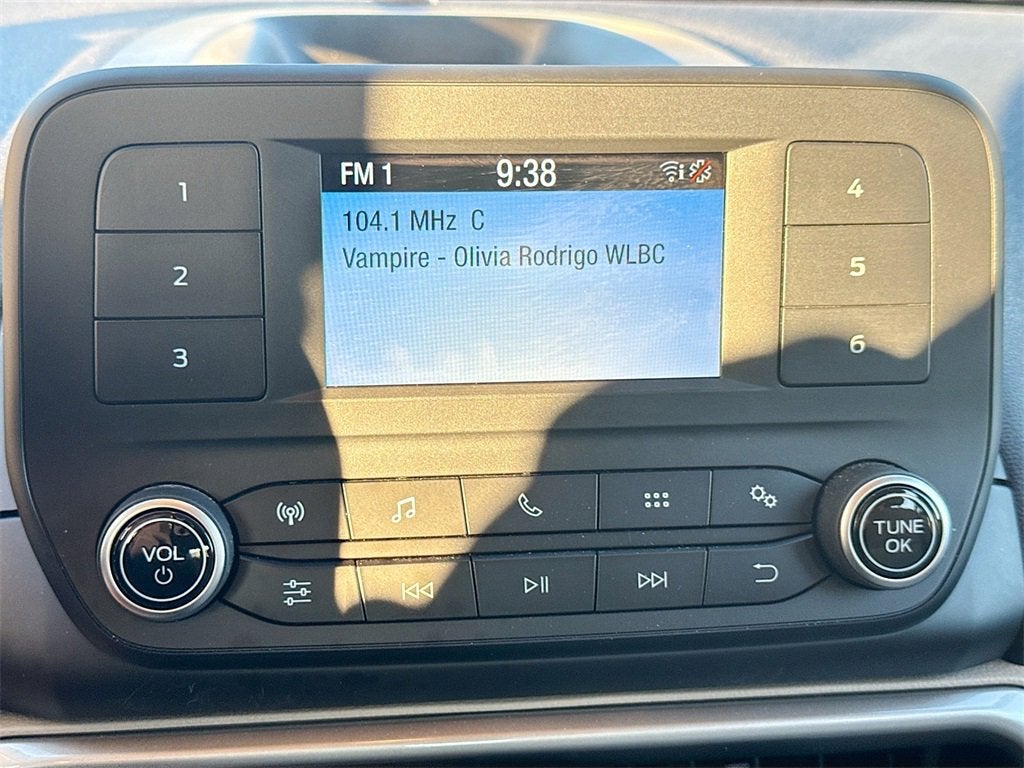 FM 1 9:38
104.1 MHz C
Vampire - Olivia Rodrigo WLBC
1
2
3
4
5
6
VOL
TUNE
OK